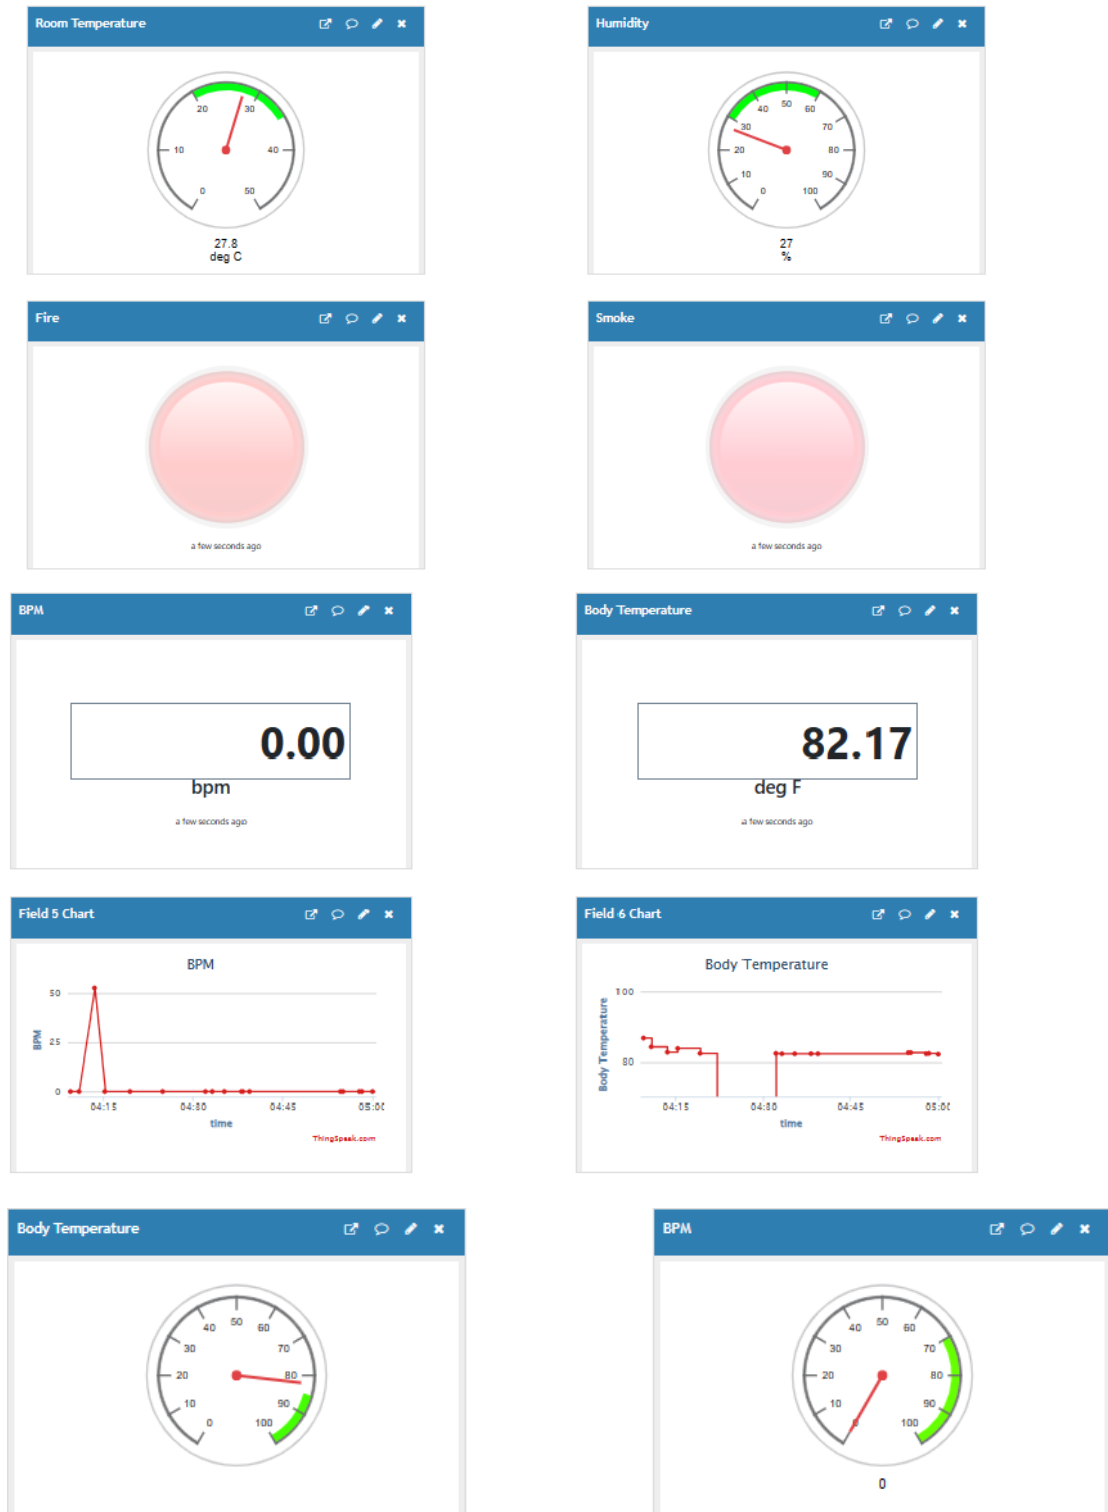 Room Temperature
0
10
20
30
40
50
27.8
deg C
Humidity
0
10
20
30
40
50
60
70
80
90
100
27
%
Fire
a few seconds ago
Smoke
a few seconds ago
BPM
0.00
bpm
a few seconds ago
Body Temperature
82.17
deg F
a few seconds ago
Field 5 Chart
BPM
BPM
50
25
0
04:15
04:30
04:45
05:00
time
ThingSpeak.com
Field 6 Chart
Body Temperature
Body Temperature
100
80
04:15
04:30
04:45
05:00
time
ThingSpeak.com
Body Temperature
0
10
20
30
40
50
60
70
80
90
100
BPM
0
10
20
30
40
50
60
70
80
90
100
0